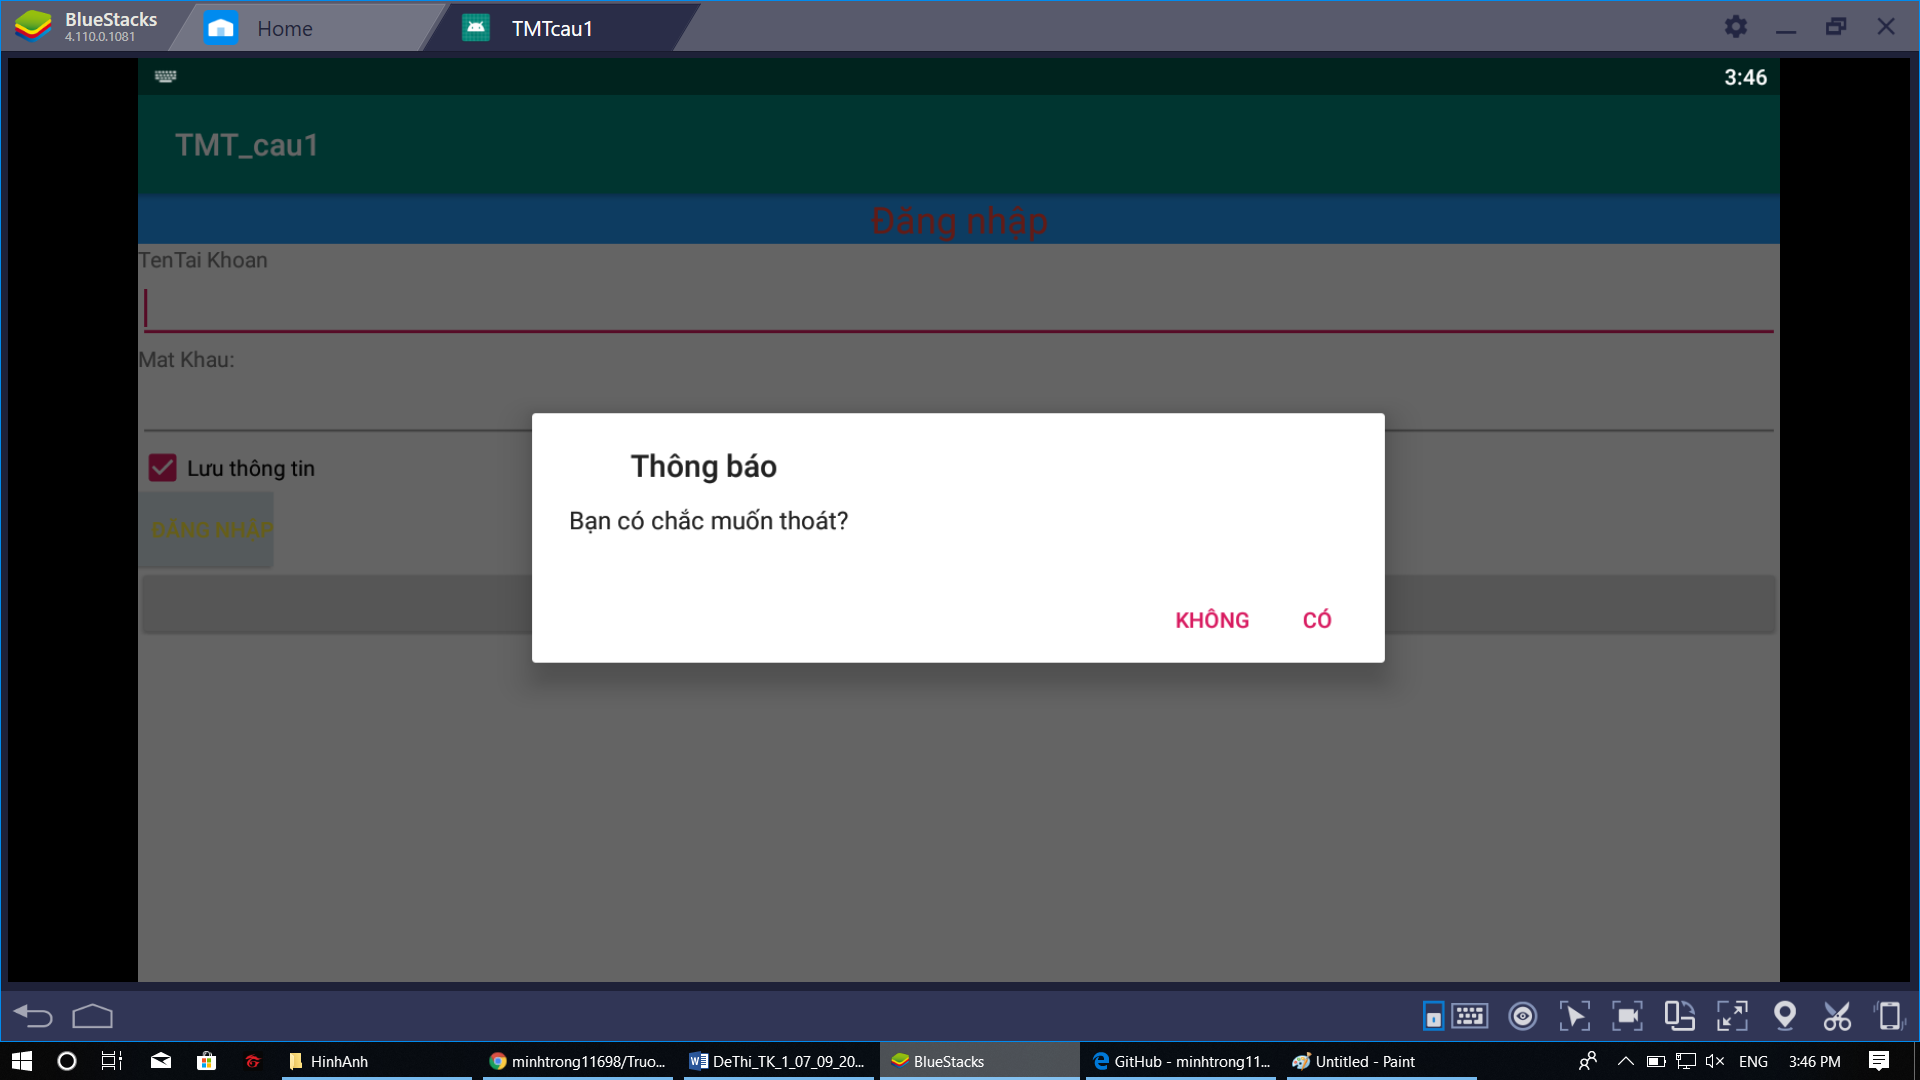 BlueStacks
4.110.0.1081
Home
TMTcau1
3:46
TMT_cau1
Đăng nhập
TenTai Khoan
Mat Khau:
Thông báo
Bạn có chắc muốn thoát?
KHÔNG CÓ
Lưu thông tin
ĐĂNG NHẬP
HinhAnh
minhtrong11698/Truo...
DeThi_TK_1_07_09_20...
BlueStacks
GitHub - minhtrong11...
Untitled - Paint
ENG
3:46 PM